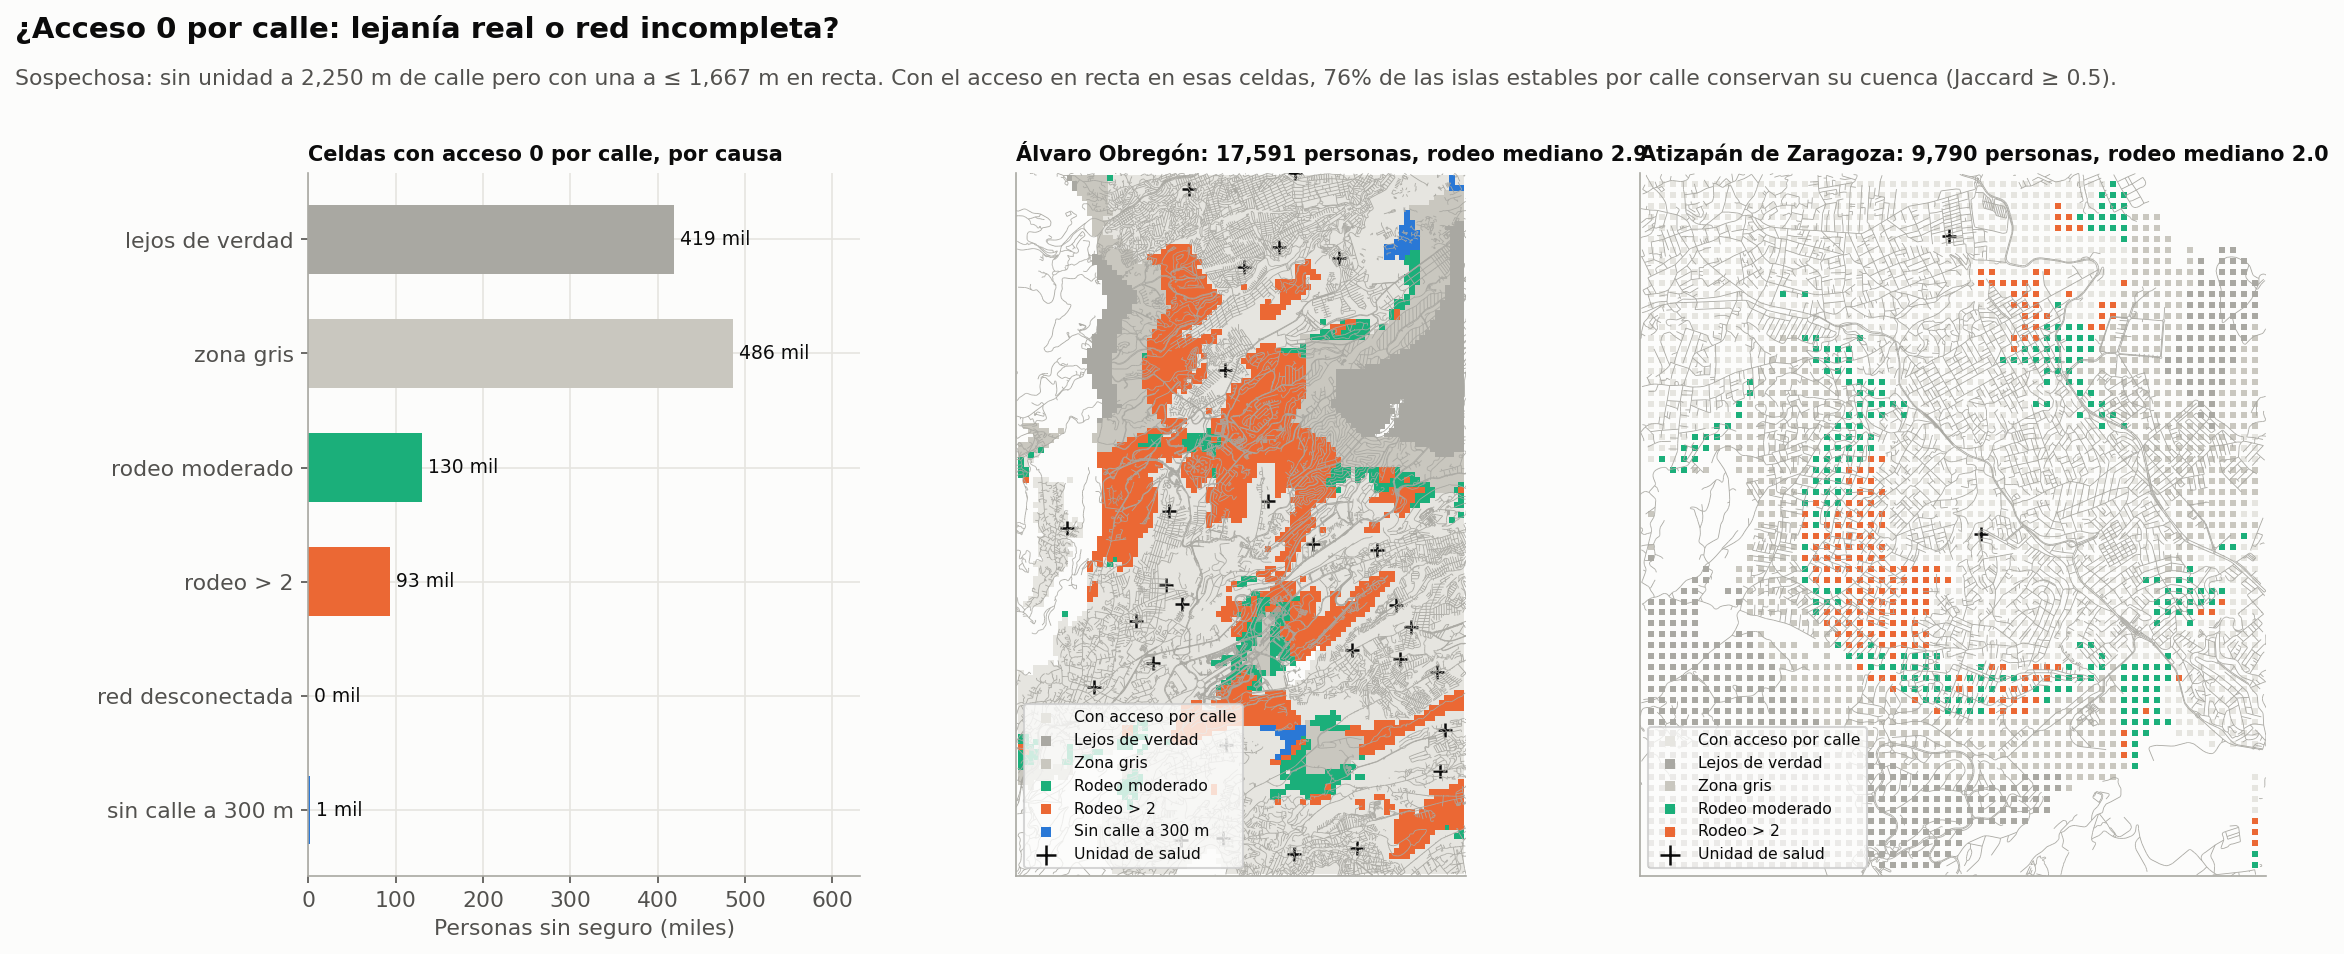 ¿Acceso 0 por calle: lejanía real o red incompleta?
Sospechosa: sin unidad a 2,250 m de calle pero con una a ≤ 1,667 m en recta. Con el acceso en recta en esas celdas, 76% de las islas estables por calle conservan su cuenca (Jaccard ≥ 0.5).
Celdas con acceso 0 por calle, por causa
lejos de verdad
419 mil
zona gris
486 mil
rodeo moderado
130 mil
rodeo > 2
93 mil
red desconectada
0 mil
sin calle a 300 m
1 mil
0 100 200 300 400 500 600
Personas sin seguro (miles)
Álvaro Obregón: 17,591 personas, rodeo mediano 2.9
Con acceso por calle
Lejos de verdad
Zona gris
Rodeo moderado
Rodeo > 2
Sin calle a 300 m
Unidad de salud
Atizapán de Zaragoza: 9,790 personas, rodeo mediano 2.0
Con acceso por calle
Lejos de verdad
Zona gris
Rodeo moderado
Rodeo > 2
Unidad de salud